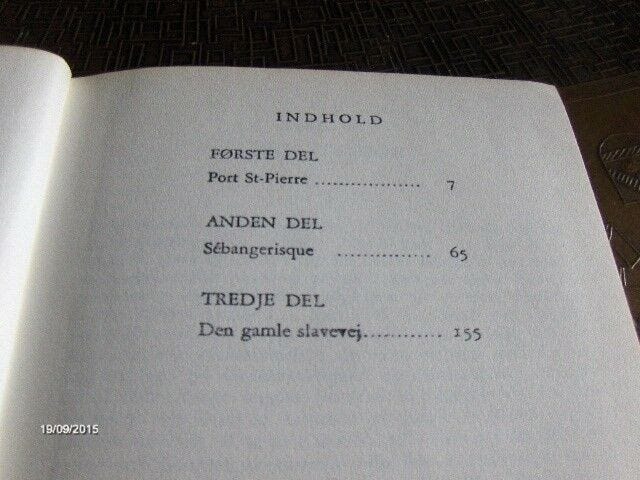 INDHOLD
FØRSTE DEL
Port St-Pierre .................. 7
ANDEN DEL
Sébangerisque ................ 65
TREDJE DEL
Den gamle slavevej............. 155
19/09/2015